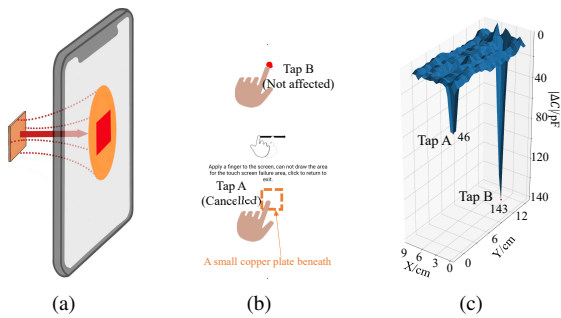 Tap B
(Not affected)
Apply a finger to the screen, can not draw the area
for the touch screen failure area, click to return to
exit.
Tap A
(Cancelled)
A small copper plate beneath
0
40
80
120
140
|ΔC|/pF
Tap A 46
Tap B
143
12
6
0
Y/cm
9 6 3 0
X/cm
(a) (b) (c)